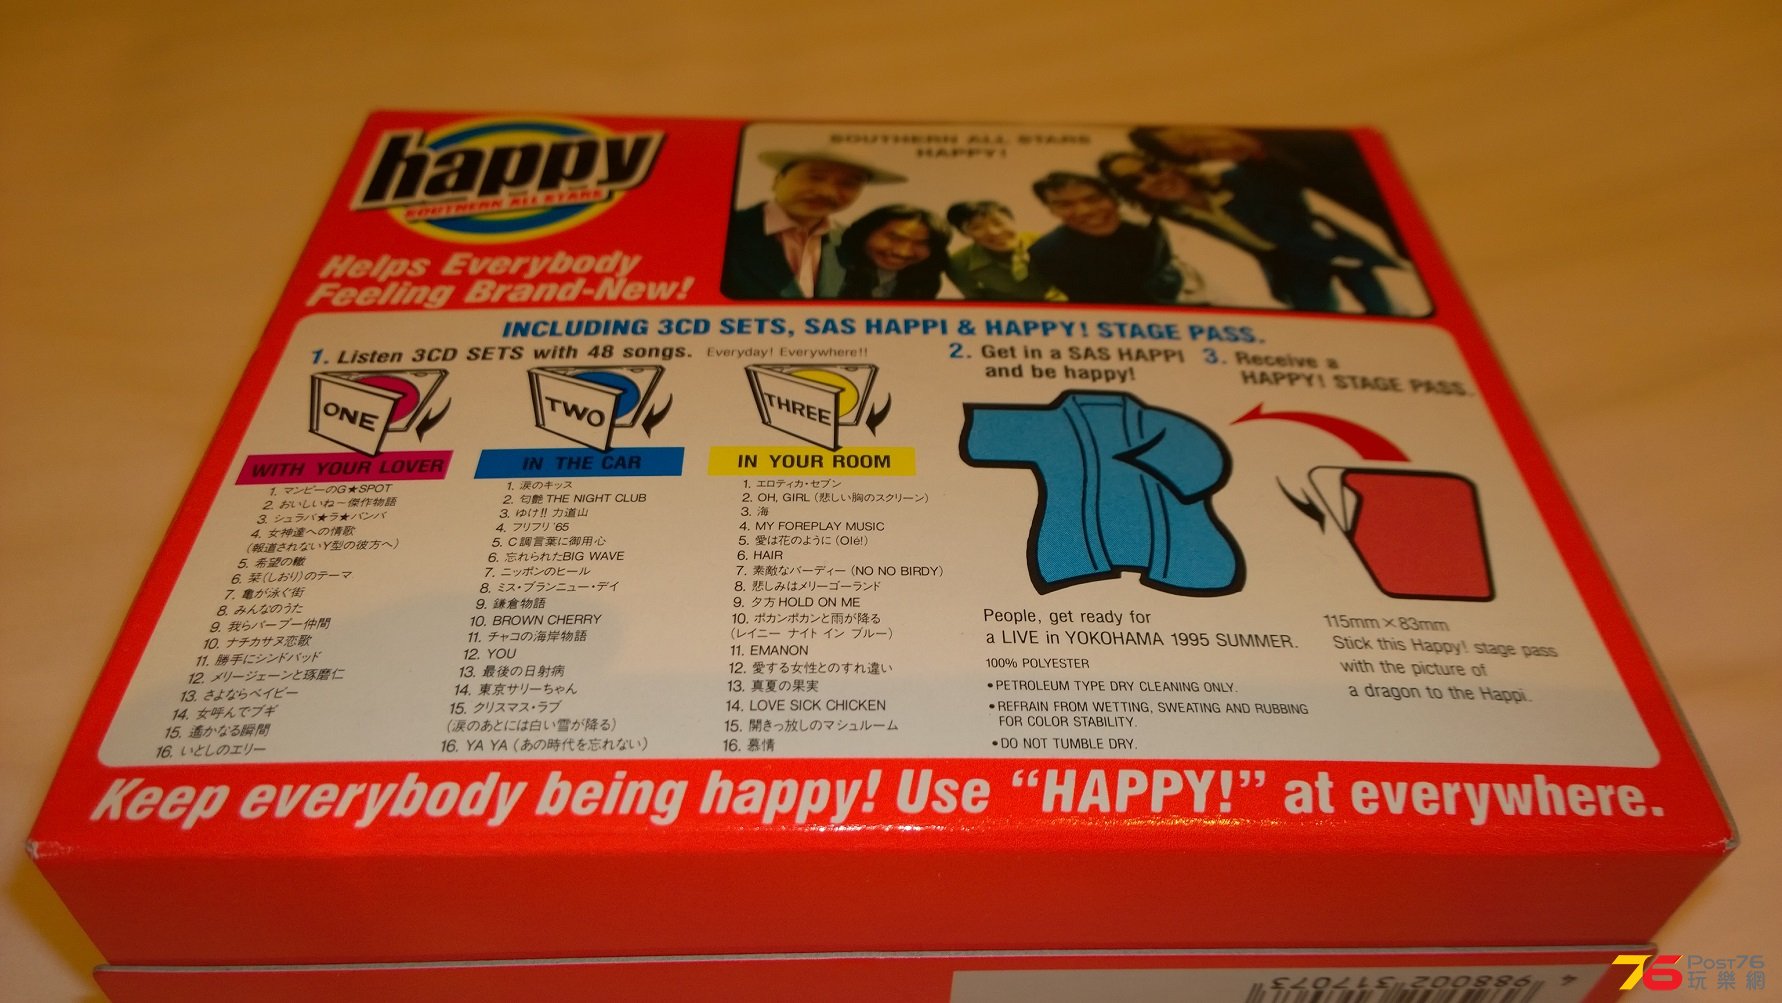 happy
SOUTHERN ALL STARS
SOUTHERN ALL STARS
HAPPY!
Helps Everybody
Feeling Brand-New!
INCLUDING 3CD SETS, SAS HAPPI & HAPPY! STAGE PASS.
1. Listen 3CD SETS with 48 songs. Everyday! Everywhere!!
ONE
WITH YOUR LOVER
1. マンピーのG★SPOT
2. おいしいね〜傑作物語
3. シュラバ★ラ★バンバ
4. 女神達への情歌
(報道されないY型の彼方へ)
5. 希望の轍
6. 栞(しおり)のテーマ
7. 亀が泳ぐ街
8. みんなのうた
9. 我らパープー仲間
10. ナチカサヌ恋歌
11. 勝手にシンドバッド
12. メリージェーンと琢磨仁
13. さよならベイビー
14. 女呼んでブギ
15. 遙かなる瞬間
16. いとしのエリー
TWO
IN THE CAR
1. 涙のキッス
2. 匂艶 THE NIGHT CLUB
3. ゆけ!! 力道山
4. フリフリ '65
5. C調言葉に御用心
6. 忘れられたBIG WAVE
7. ニッポンのヒール
8. ミス・ブランニュー・デイ
9. 鎌倉物語
10. BROWN CHERRY
11. チャコの海岸物語
12. YOU
13. 最後の日射病
14. 東京サリーちゃん
15. クリスマス・ラブ
(涙のあとには白い雪が降る)
16. YA YA (あの時代を忘れない)
THREE
IN YOUR ROOM
1. エロティカ・セブン
2. OH, GIRL (悲しい胸のスクリーン)
3. 海
4. MY FOREPLAY MUSIC
5. 愛は花のように (Olé!)
6. HAIR
7. 素敵なバーディー (NO NO BIRDY)
8. 悲しみはメリーゴーランド
9. 夕方 HOLD ON ME
10. ポカンポカンと雨が降る
(レイニー ナイト イン ブルー)
11. EMANON
12. 愛する女性とのすれ違い
13. 真夏の果実
14. LOVE SICK CHICKEN
15. 開きっ放しのマシュルーム
16. 慕情
2. Get in a SAS HAPPI
and be happy!
People, get ready for
a LIVE in YOKOHAMA 1995 SUMMER.
100% POLYESTER
•PETROLEUM TYPE DRY CLEANING ONLY.
•REFRAIN FROM WETTING, SWEATING AND RUBBING
FOR COLOR STABILITY.
•DO NOT TUMBLE DRY.
3. Receive a
HAPPY! STAGE PASS.
115mm×83mm
Stick this Happy! stage pass
with the picture of
a dragon to the Happi.
Keep everybody being happy! Use “HAPPY!” at everywhere.
4 988002 317073
76 Post76
玩樂網